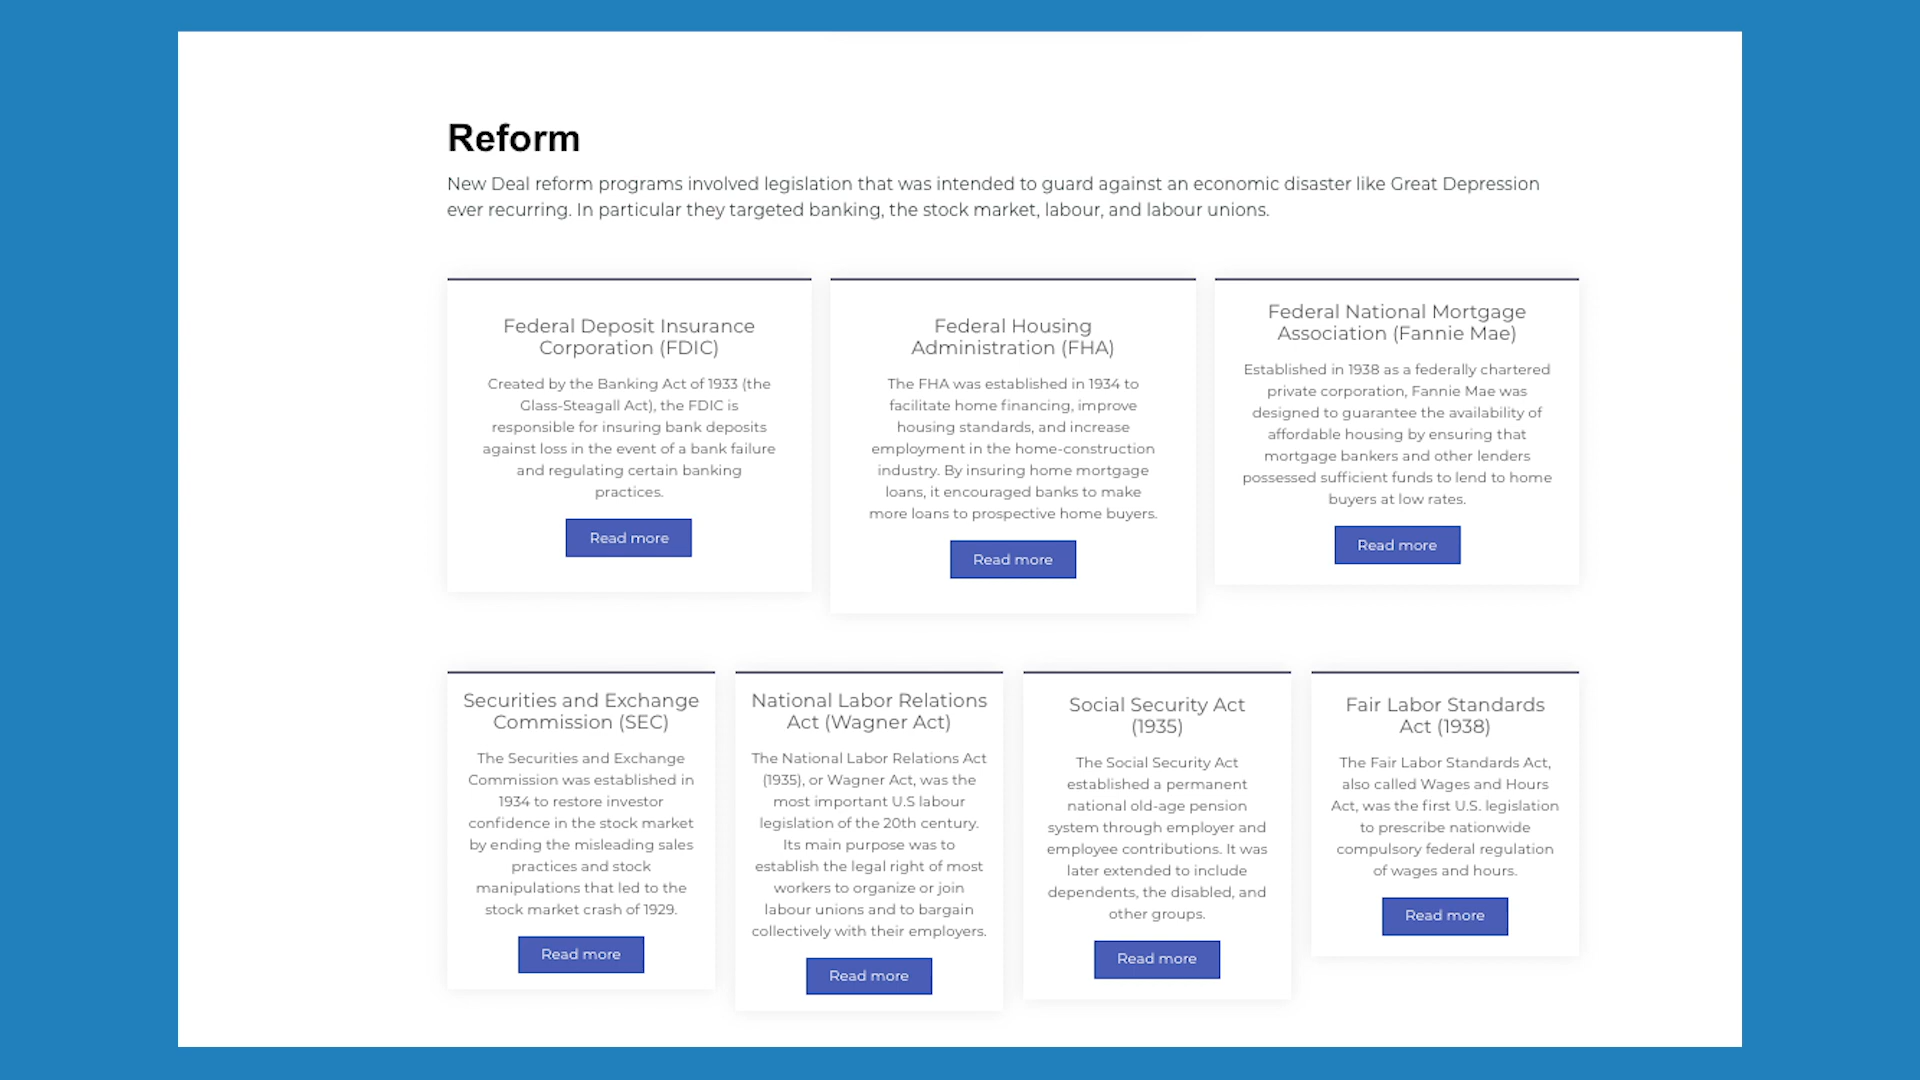 Reform
New Deal reform programs involved legislation that was intended to guard against an economic disaster like Great Depression
ever recurring. In particular they targeted banking, the stock market, labour, and labour unions.
Federal Deposit Insurance
Corporation (FDIC)
Created by the Banking Act of 1933 (the
Glass-Steagall Act), the FDIC is
responsible for insuring bank deposits
against loss in the event of a bank failure
and regulating certain banking
practices.
Read more
Federal Housing
Administration (FHA)
The FHA was established in 1934 to
facilitate home financing, improve
housing standards, and increase
employment in the home-construction
industry. By insuring home mortgage
loans, it encouraged banks to make
more loans to prospective home buyers.
Read more
Federal National Mortgage
Association (Fannie Mae)
Established in 1938 as a federally chartered
private corporation, Fannie Mae was
designed to guarantee the availability of
affordable housing by ensuring that
mortgage bankers and other lenders
possessed sufficient funds to lend to home
buyers at low rates.
Read more
Securities and Exchange
Commission (SEC)
The Securities and Exchange
Commission was established in
1934 to restore investor
confidence in the stock market
by ending the misleading sales
practices and stock
manipulations that led to the
stock market crash of 1929.
Read more
National Labor Relations
Act (Wagner Act)
The National Labor Relations Act
(1935), or Wagner Act, was the
most important U.S labour
legislation of the 20th century.
Its main purpose was to
establish the legal right of most
workers to organize or join
labour unions and to bargain
collectively with their employers.
Read more
Social Security Act
(1935)
The Social Security Act
established a permanent
national old-age pension
system through employer and
employee contributions. It was
later extended to include
dependents, the disabled, and
other groups.
Read more
Fair Labor Standards
Act (1938)
The Fair Labor Standards Act,
also called Wages and Hours
Act, was the first U.S. legislation
to prescribe nationwide
compulsory federal regulation
of wages and hours.
Read more